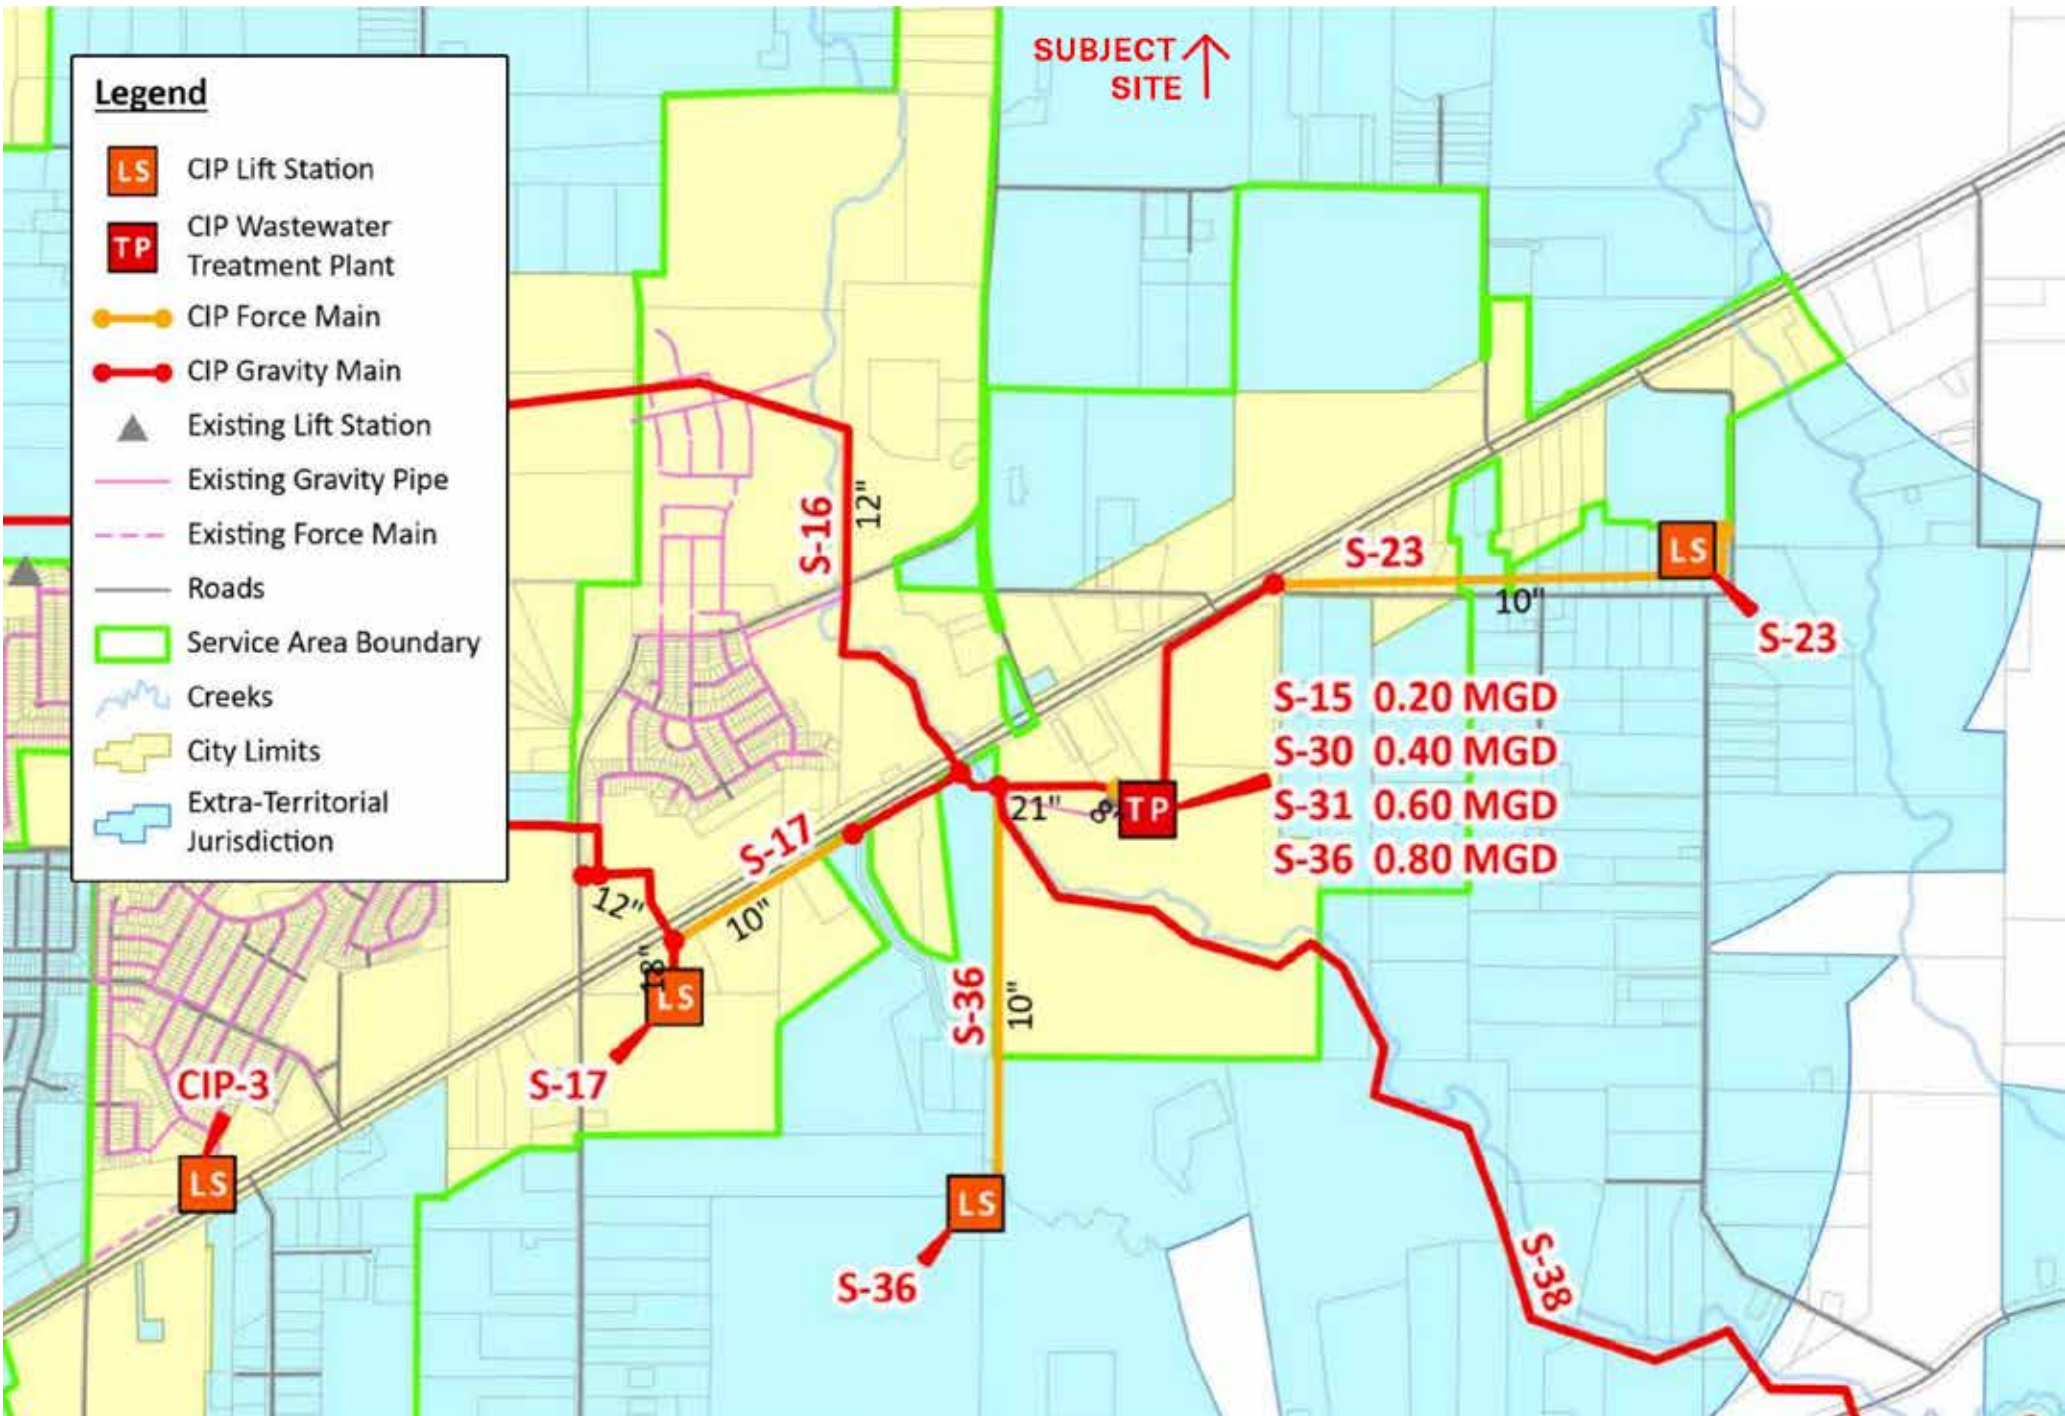 SUBJECT
SITE
Legend
LS CIP Lift Station
TP CIP Wastewater
Treatment Plant
CIP Force Main
CIP Gravity Main
Existing Lift Station
Existing Gravity Pipe
Existing Force Main
Roads
Service Area Boundary
Creeks
City Limits
Extra-Territorial
Jurisdiction
S-16
12"
S-23
LS
10"
S-23
S-15 0.20 MGD
S-30 0.40 MGD
S-31 0.60 MGD
S-36 0.80 MGD
21"
8"
TP
S-17
10"
12"
18"
LS
S-17
S-36
10"
CIP-3
LS
LS
S-36
S-38